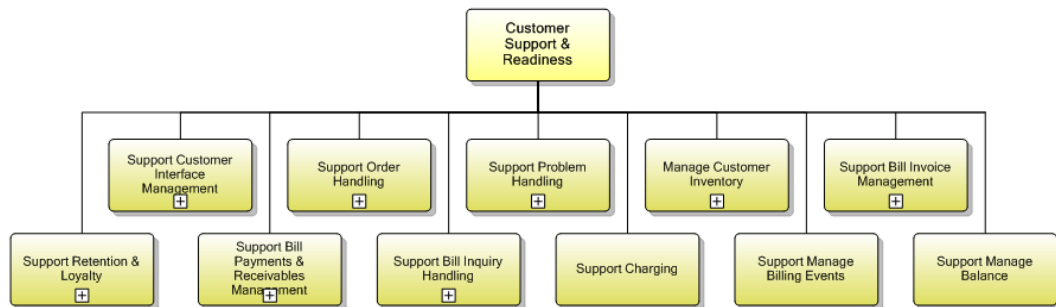 Customer
Support &
Readiness
Support Customer
Interface
Management
Support Order
Handling
Support Problem
Handling
Manage Customer
Inventory
Support Bill Invoice
Management
Support Retention &
Loyalty
Support Bill
Payments &
Receivables
Management
Support Bill Inquiry
Handling
Support Charging
Support Manage
Billing Events
Support Manage
Balance